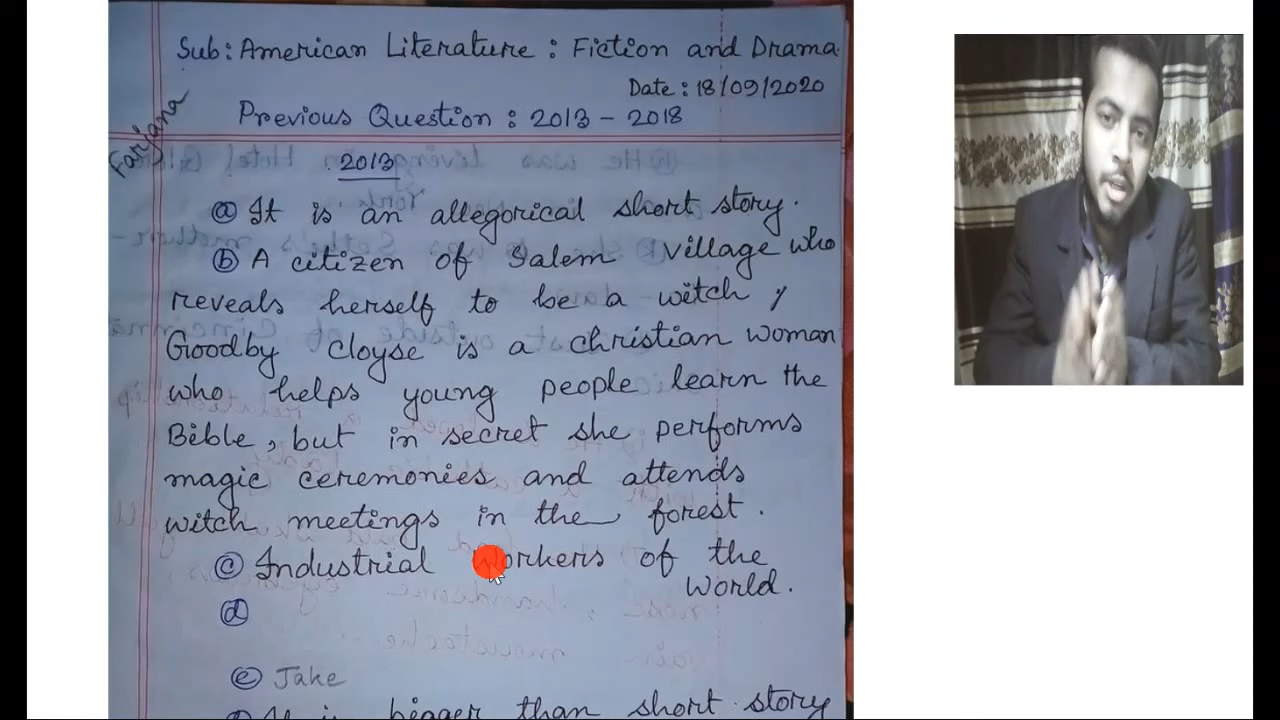 Sub: American Literature: Fiction and Drama
Date: 18/09/2020
Previous Question: 2013 - 2018
Farjana
2013
ⓐ It is an allegorical short story.
ⓑ A citizen of Salem village who
reveals herself to be a witch,
Goodby Cloyse is a christian woman
who helps young people learn the
Bible, but in secret she performs
magic ceremonies and attends
witch meetings in the forest.
ⓒ Industrial workers of the
world.
ⓓ
ⓔ Jake
It is bigger than short story